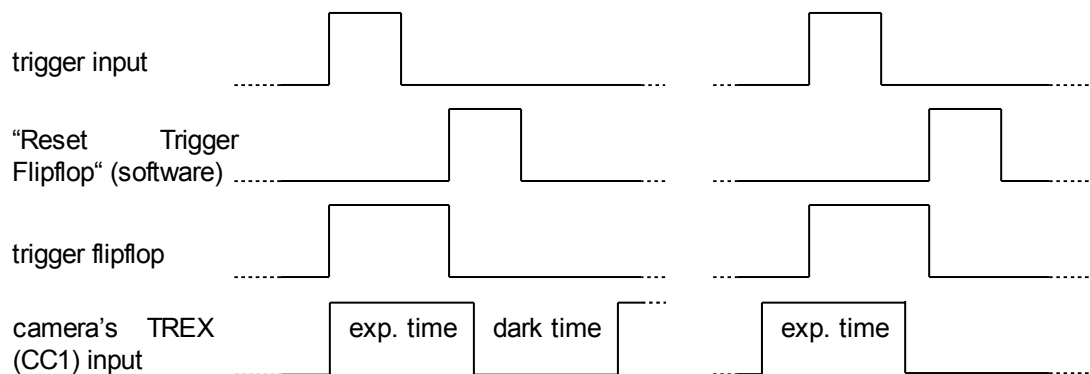 trigger input
“Reset Trigger
Flipflop“ (software)
trigger flipflop
camera's TREX
(CC1) input
exp. time
dark time
exp. time